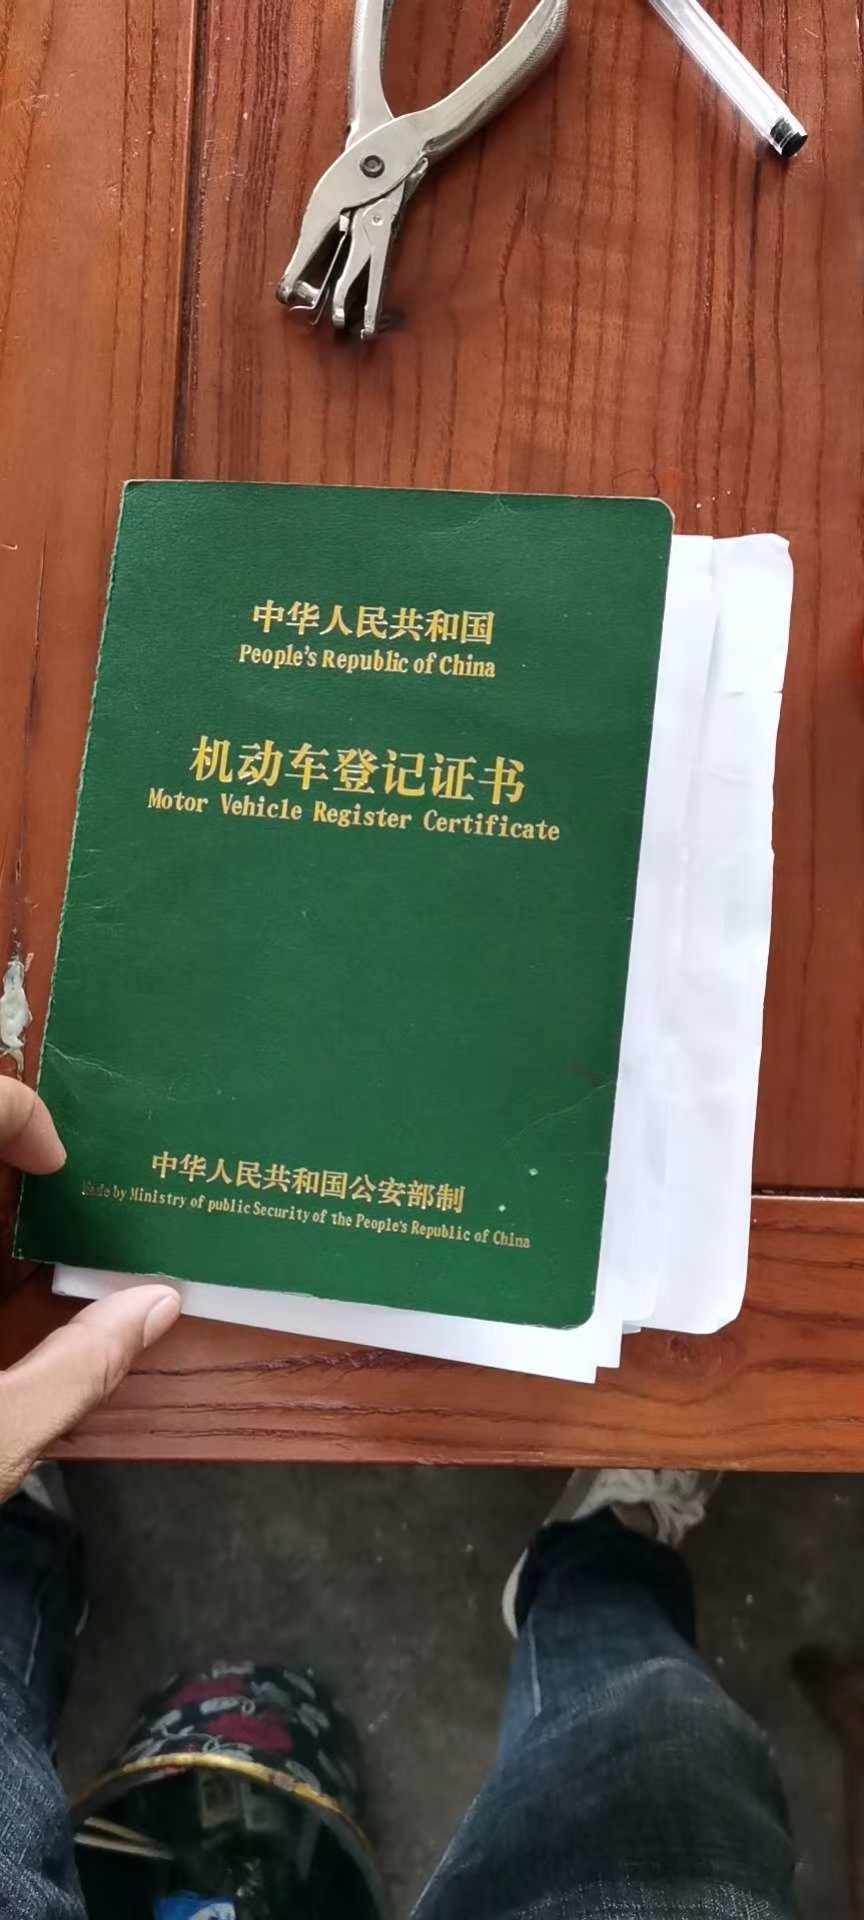 中华人民共和国
People's Republic of China
机动车登记证书
Motor Vehicle Register Certificate
中华人民共和国公安部制
Made by Ministry of public Security of the People's Republic of China